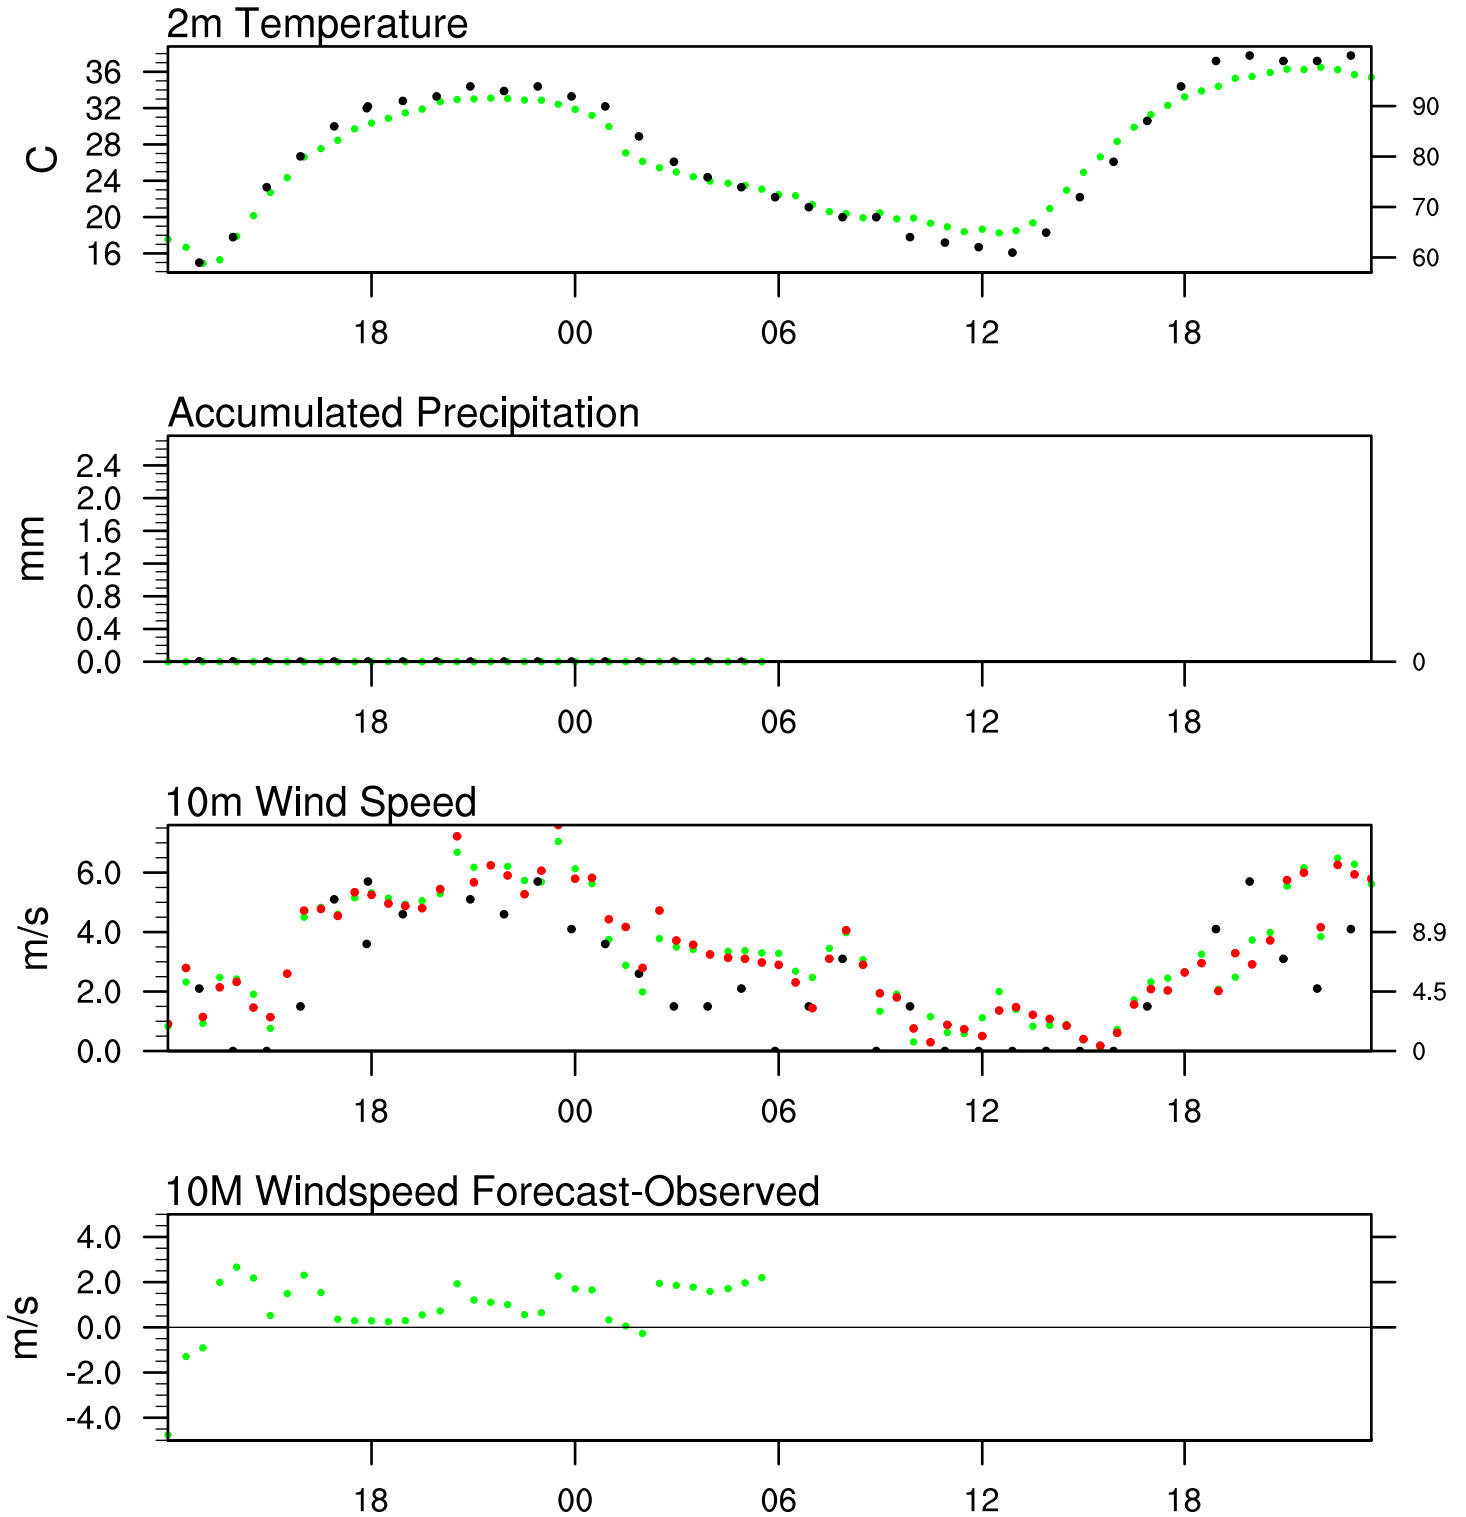 2m Temperature
C
36
32
28
24
20
16
90
80
70
60
18 00 06 12 18
Accumulated Precipitation
mm
2.4
2.0
1.6
1.2
0.8
0.4
0.0
0
18 00 06 12 18
10m Wind Speed
m/s
6.0
4.0
2.0
0.0
8.9
4.5
0
18 00 06 12 18
10M Windspeed Forecast-Observed
m/s
4.0
2.0
0.0
-2.0
-4.0
18 00 06 12 18